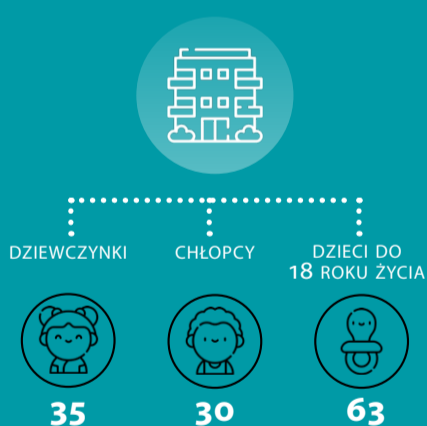 DZIEWCZYNKI
CHŁOPCY
DZIECI DO
18 ROKU ŻYCIA
35
30
63